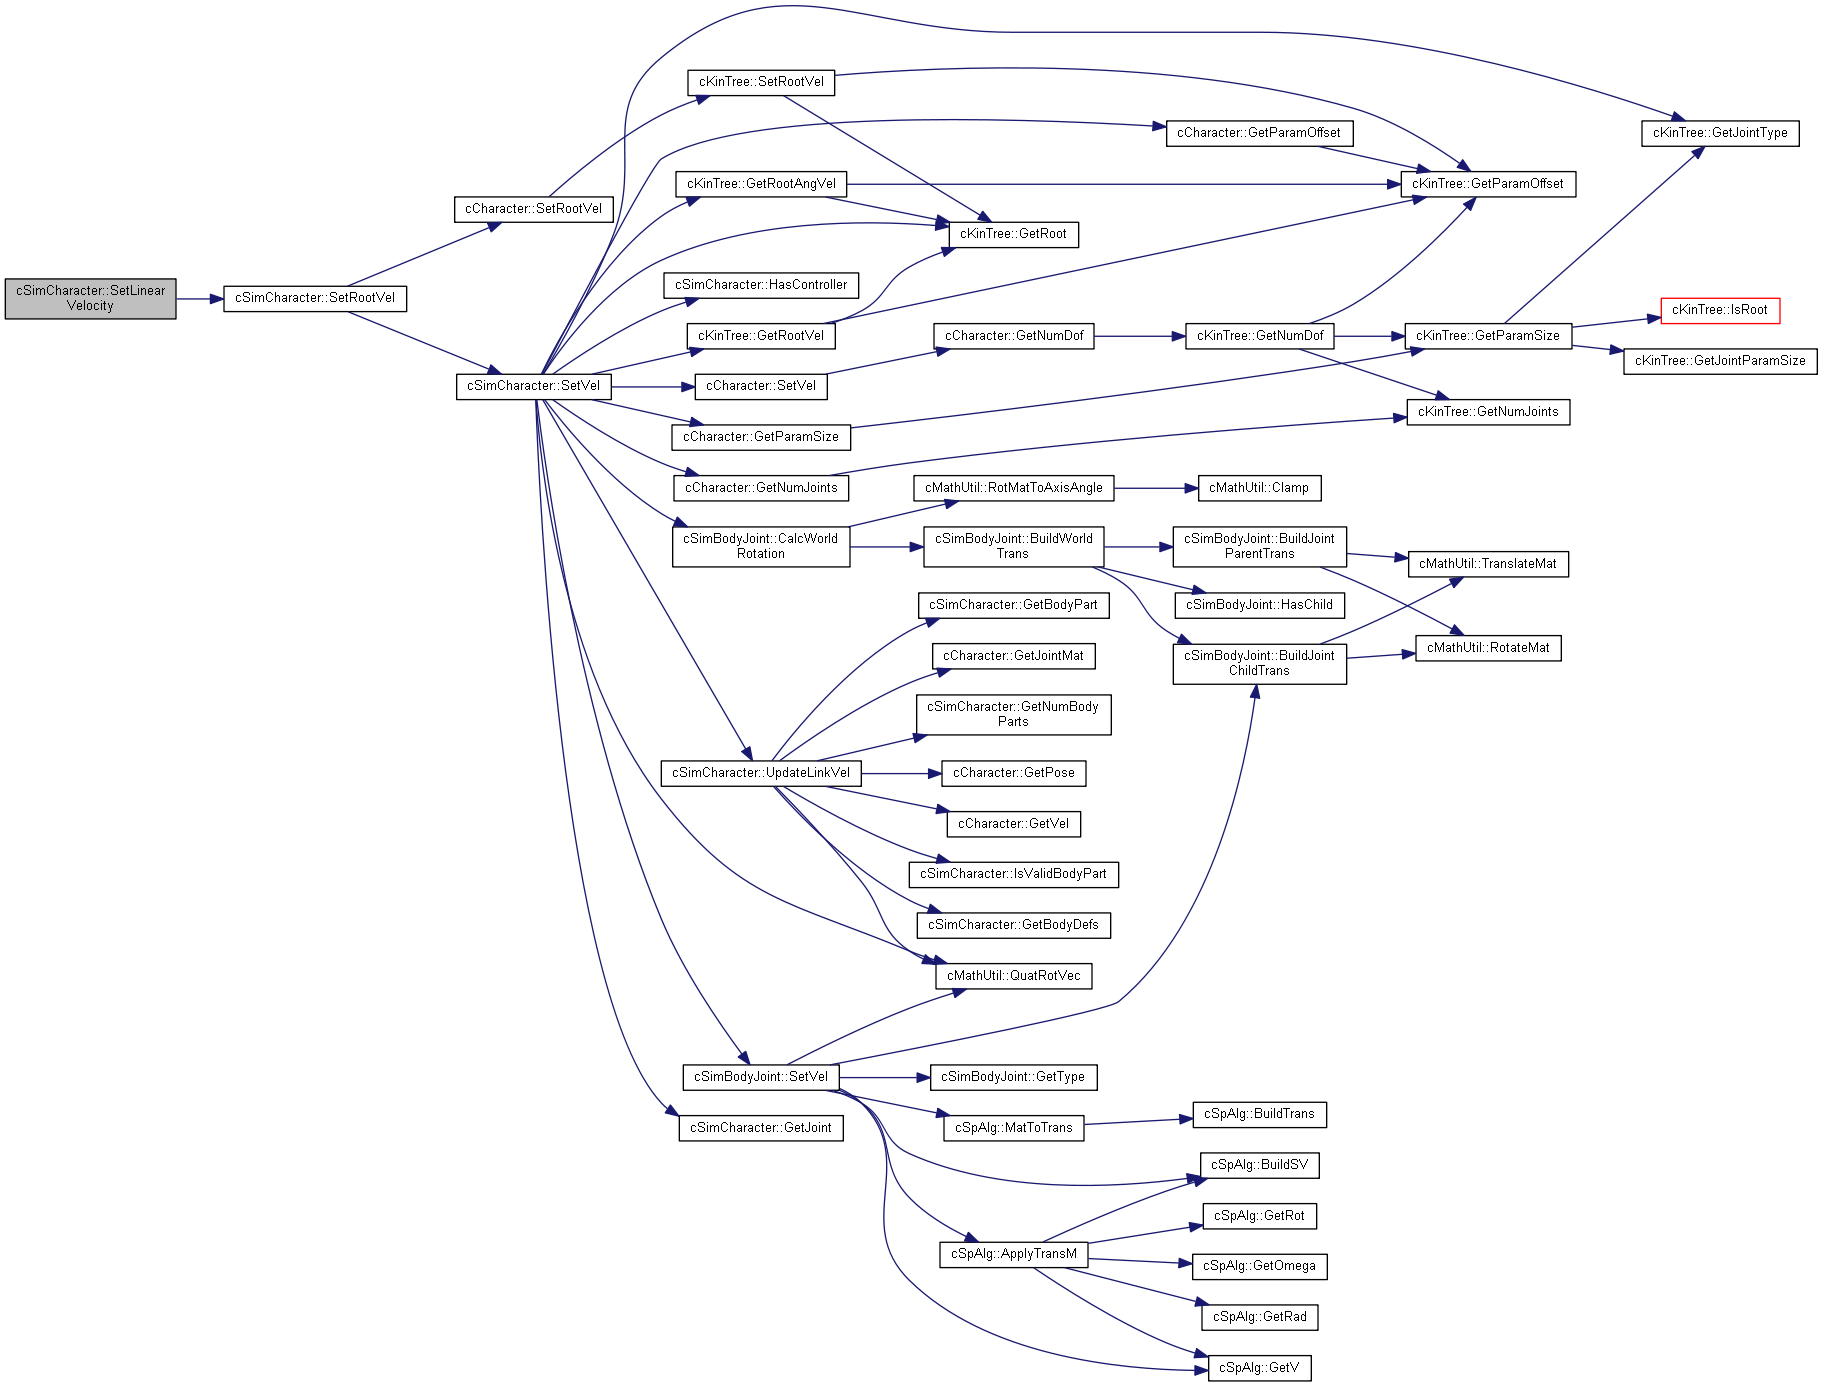 cSimCharacter::SetLinear
Velocity
cSimCharacter::SetRootVel
cCharacter::SetRootVel
cSimCharacter::SetVel
cKinTree::SetRootVel
cKinTree::GetRootAngVel
cSimCharacter::HasController
cKinTree::GetRootVel
cCharacter::SetVel
cCharacter::GetParamSize
cCharacter::GetNumJoints
cSimBodyJoint::CalcWorld
Rotation
cSimCharacter::UpdateLinkVel
cSimBodyJoint::SetVel
cSimCharacter::GetJoint
cKinTree::GetRoot
cCharacter::GetNumDof
cMathUtil::RotMatToAxisAngle
cSimBodyJoint::BuildWorld
Trans
cSimCharacter::GetBodyPart
cCharacter::GetJointMat
cSimCharacter::GetNumBody
Parts
cCharacter::GetPose
cCharacter::GetVel
cSimCharacter::IsValidBodyPart
cSimCharacter::GetBodyDefs
cMathUtil::QuatRotVec
cSimBodyJoint::GetType
cSpAlg::MatToTrans
cSpAlg::ApplyTransM
cCharacter::GetParamOffset
cKinTree::GetNumDof
cMathUtil::Clamp
cSimBodyJoint::BuildJoint
ParentTrans
cSimBodyJoint::HasChild
cSimBodyJoint::BuildJoint
ChildTrans
cSpAlg::BuildTrans
cSpAlg::BuildSV
cSpAlg::GetRot
cSpAlg::GetOmega
cSpAlg::GetRad
cSpAlg::GetV
cKinTree::GetParamOffset
cKinTree::GetParamSize
cKinTree::GetNumJoints
cMathUtil::TranslateMat
cMathUtil::RotateMat
cKinTree::GetJointType
cKinTree::IsRoot
cKinTree::GetJointParamSize